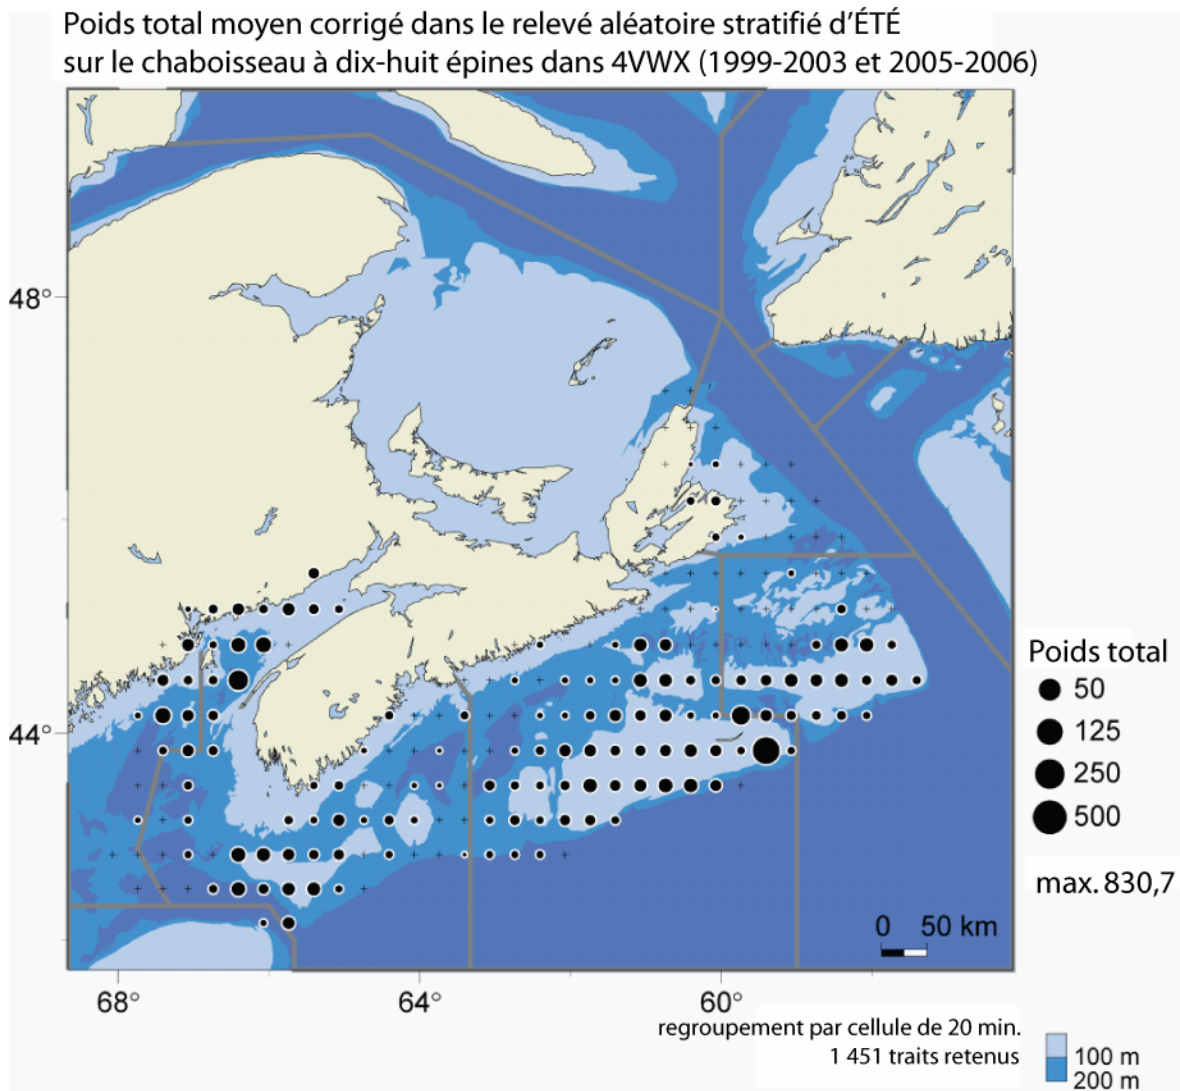 Poids total moyen corrigé dans le relevé aléatoire stratifié d’ÉTÉ
sur le chaboisseau à dix-huit épines dans 4VWX (1999-2003 et 2005-2006)
48°
44°
Poids total
50
125
250
500
max. 830,7
0 50 km
68° 64° 60°
regroupement par cellule de 20 min.
1 451 traits retenus
100 m
200 m